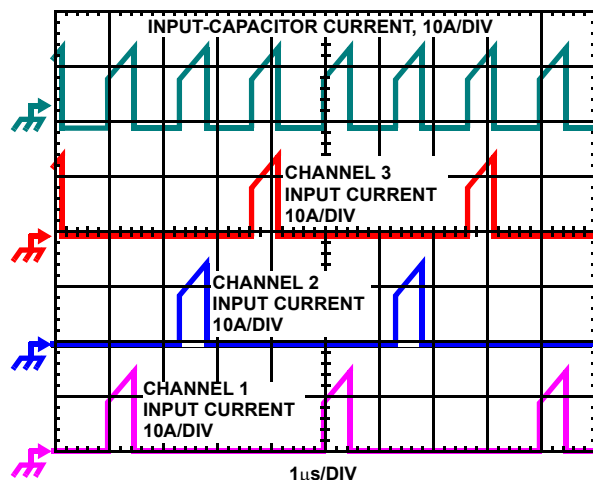 INPUT-CAPACITOR CURRENT, 10A/DIV
CHANNEL 3
INPUT CURRENT
10A/DIV
CHANNEL 2
INPUT CURRENT
10A/DIV
CHANNEL 1
INPUT CURRENT
10A/DIV
1μs/DIV